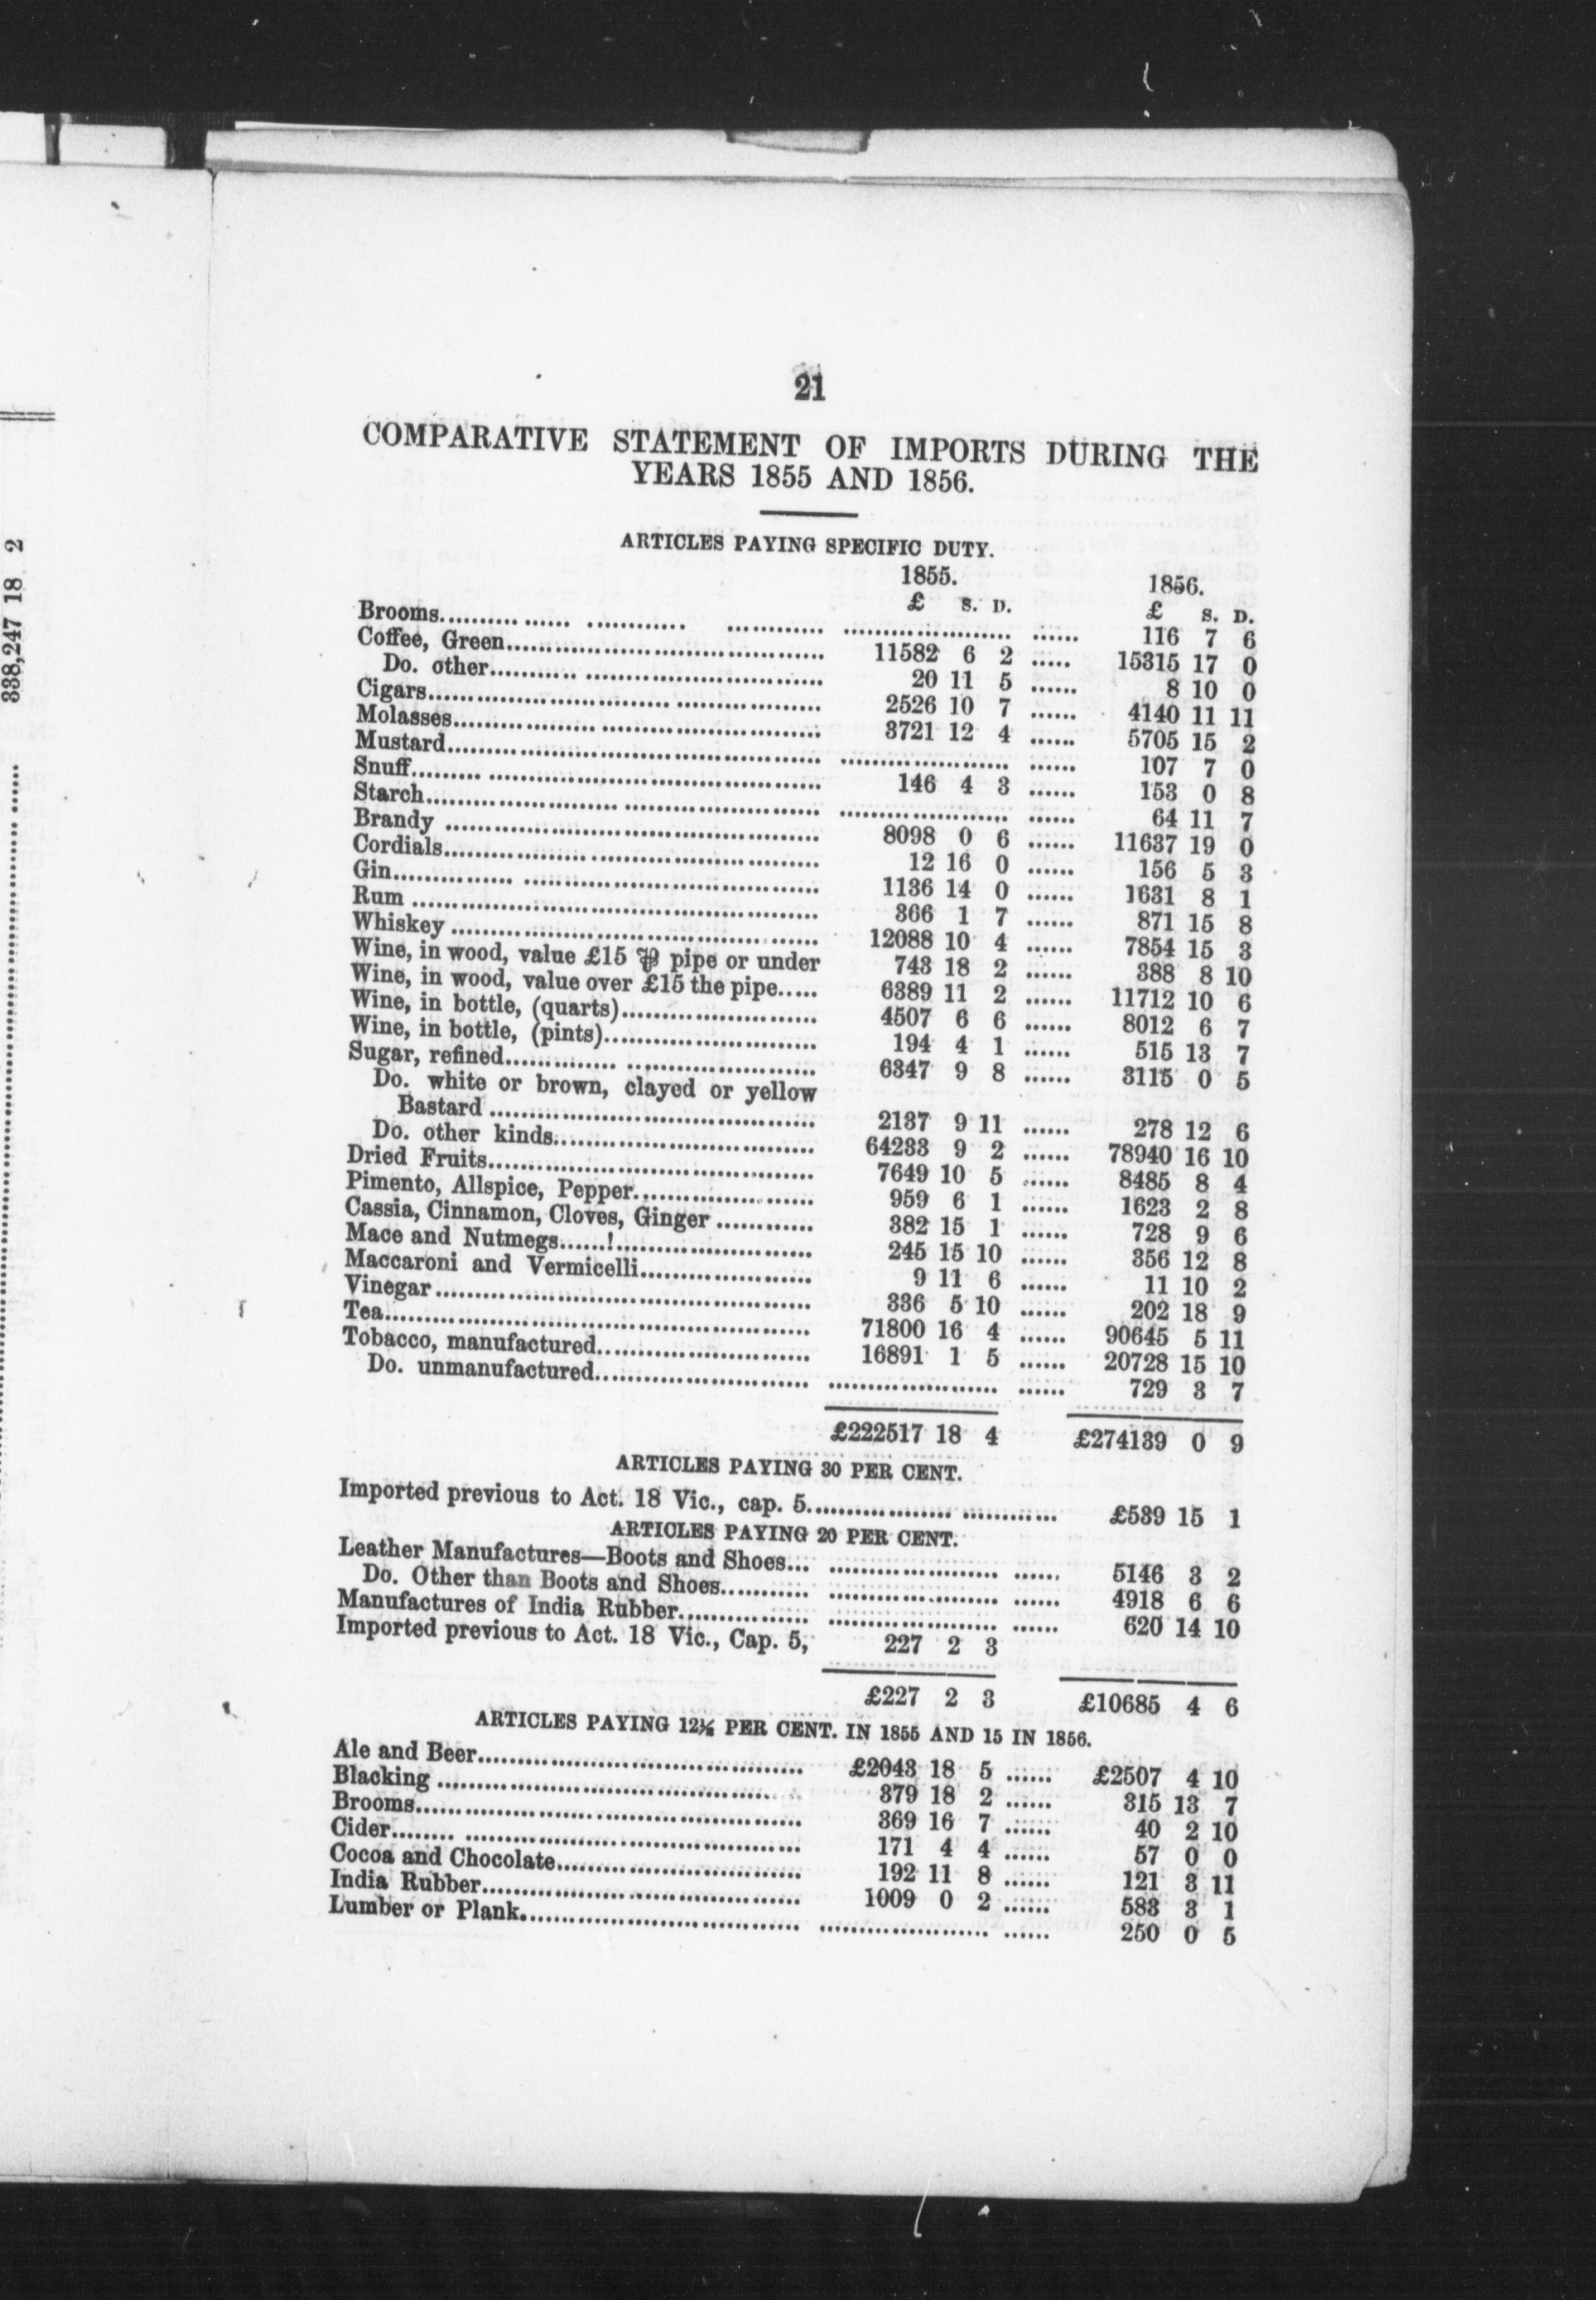 338,247 18 2
21
COMPARATIVE STATEMENT OF IMPORTS DURING THE
YEARS 1855 AND 1856.
ARTICLES PAYING SPECIFIC DUTY.
1855. 1856.
£ S. D. £ S. D.
Brooms 116 7 6
Coffee, Green 11582 6 2 15315 17 0
Do. other 20 11 5 8 10 0
Cigars 2526 10 7 4140 11 11
Molasses 3721 12 4 5705 15 2
Mustard 107 7 0
Snuff 146 4 3 153 0 8
Starch 64 11 7
Brandy 8098 0 6 11637 19 0
Cordials 12 16 0 156 5 3
Gin 1136 14 0 1631 8 1
Rum 366 1 7 871 15 8
Whiskey 12088 10 4 7854 15 3
Wine, in wood, value £15 ⅌ pipe or under 743 18 2 388 8 10
Wine, in wood, value over £15 the pipe 6389 11 2 11712 10 6
Wine, in bottle, (quarts) 4507 6 6 8012 6 7
Wine, in bottle, (pints) 194 4 1 515 13 7
Sugar, refined 6347 9 8 3115 0 5
Do. white or brown, clayed or yellow
Bastard 2137 9 11 278 12 6
Do. other kinds 64233 9 2 78940 16 10
Dried Fruits 7649 10 5 8485 8 4
Pimento, Allspice, Pepper 959 6 1 1623 2 8
Cassia, Cinnamon, Cloves, Ginger 382 15 1 728 9 6
Mace and Nutmegs 245 15 10 356 12 8
Maccaroni and Vermicelli 9 11 6 11 10 2
Vinegar 336 5 10 202 18 9
Tea 71800 16 4 90645 5 11
Tobacco, manufactured 16891 1 5 20728 15 10
Do. unmanufactured 729 3 7
£222517 18 4 £274139 0 9
ARTICLES PAYING 30 PER CENT.
Imported previous to Act. 18 Vic., cap. 5 £539 15 1
ARTICLES PAYING 20 PER CENT.
Leather Manufactures—Boots and Shoes 5146 3 2
Do. Other than Boots and Shoes 4918 6 6
Manufactures of India Rubber 620 14 10
Imported previous to Act. 18 Vic., Cap. 5, 227 2 3
£227 2 3 £10685 4 6
ARTICLES PAYING 12½ PER CENT. IN 1855 AND 15 IN 1856.
Ale and Beer £2043 18 5 £2507 4 10
Blacking 379 18 2 315 13 7
Brooms 369 16 7 40 2 10
Cider 171 4 4 57 0 0
Cocoa and Chocolate 192 11 8 121 3 11
India Rubber 1009 0 2 583 3 1
Lumber or Plank 250 0 5